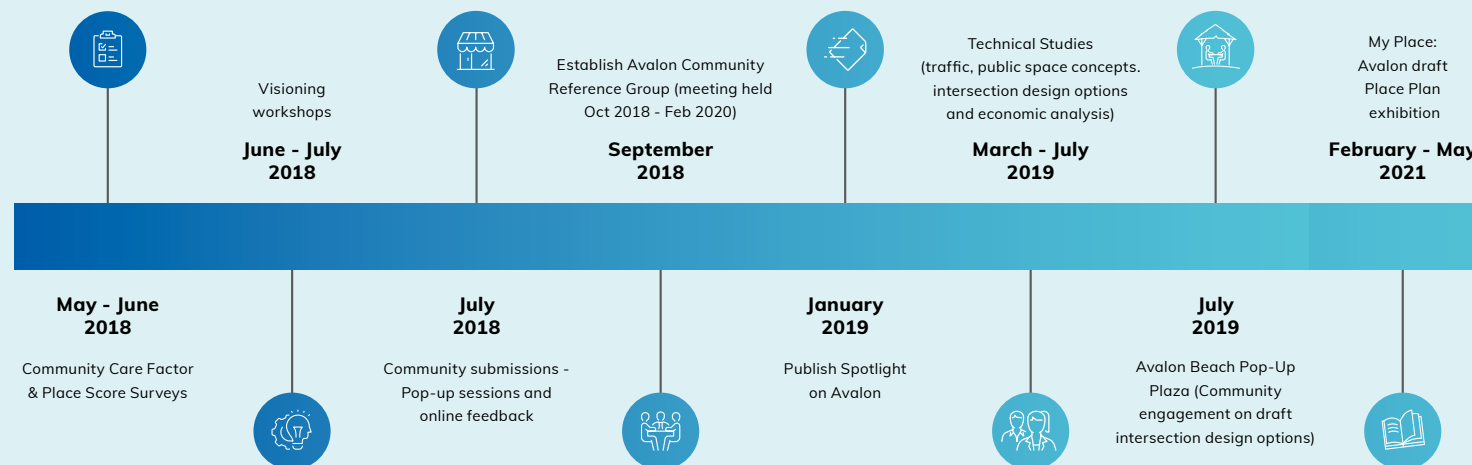 Visioning
workshops
June - July
2018
Establish Avalon Community
Reference Group (meeting held
Oct 2018 - Feb 2020)
September
2018
Technical Studies
(traffic, public space concepts.
intersection design options
and economic analysis)
March - July
2019
My Place:
Avalon draft
Place Plan
exhibition
February - May
2021
May - June
2018
Community Care Factor
& Place Score Surveys
July
2018
Community submissions -
Pop-up sessions and
online feedback
January
2019
Publish Spotlight
on Avalon
July
2019
Avalon Beach Pop-Up
Plaza (Community
engagement on draft
intersection design options)